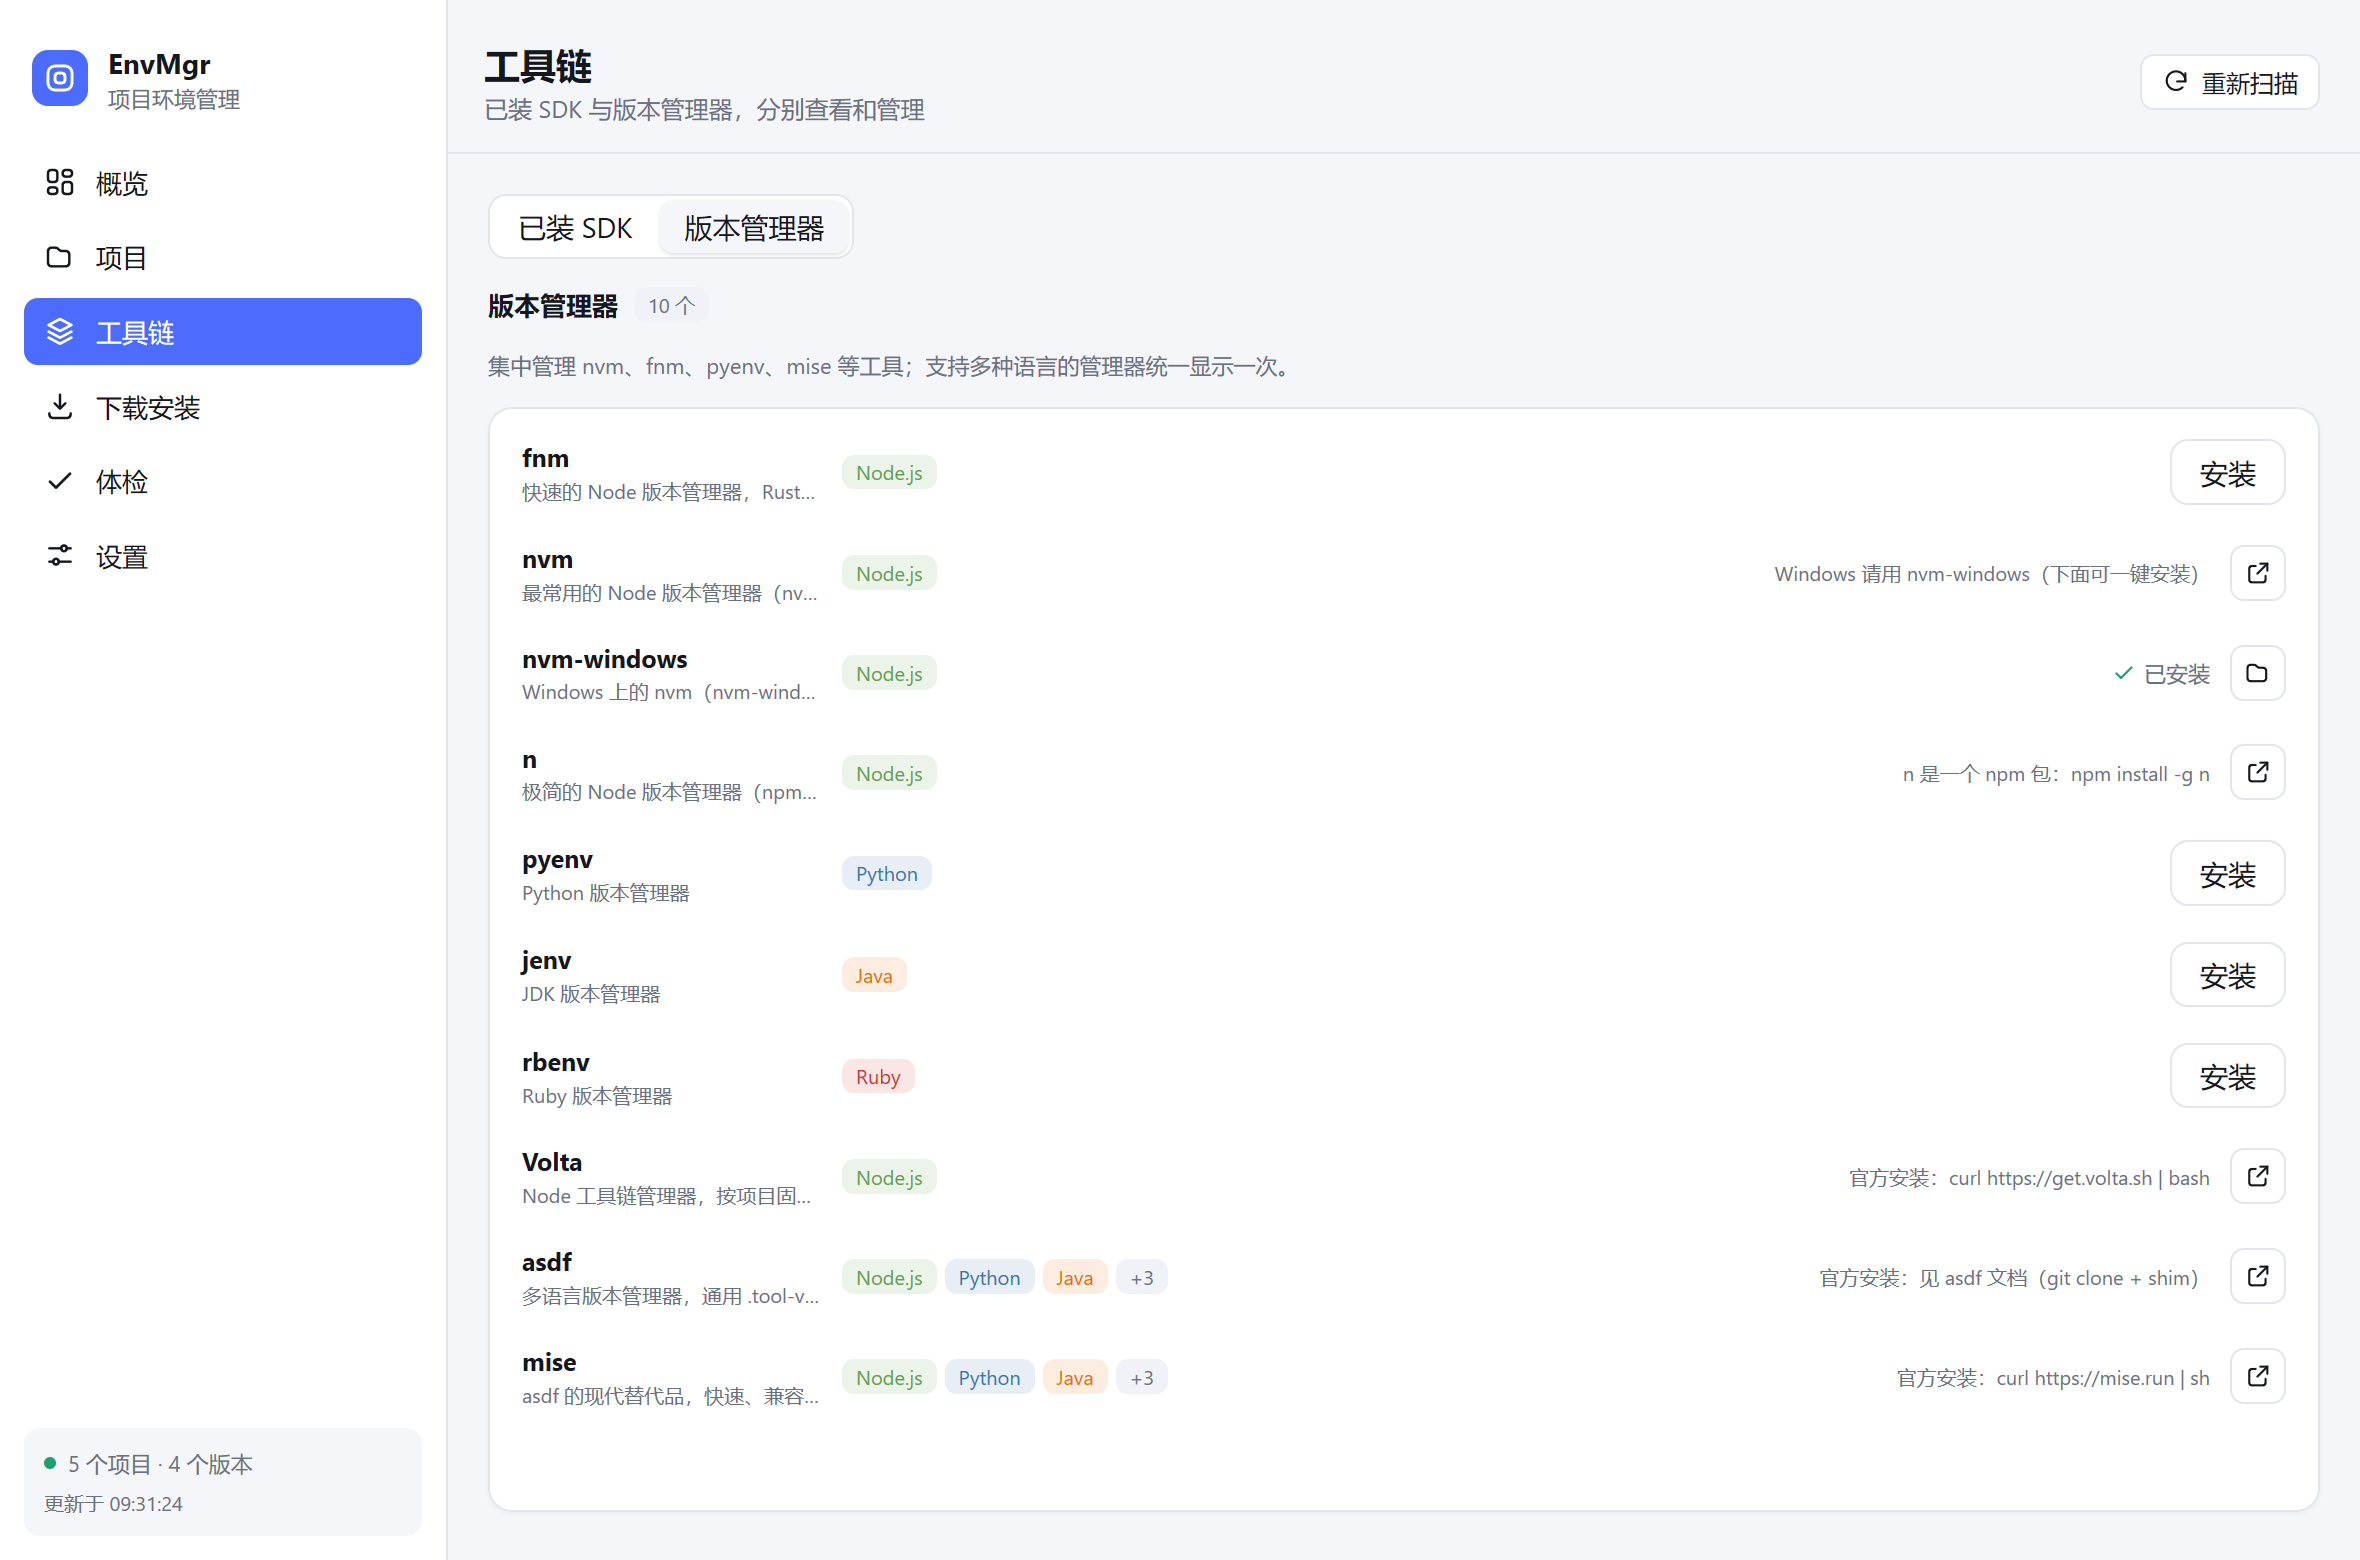 EnvMgr
项目环境管理
概览
项目
工具链
下载安装
体检
设置
5 个项目 · 4 个版本
更新于 09:31:24
工具链
已装 SDK 与版本管理器，分别查看和管理
重新扫描
已装 SDK
版本管理器
版本管理器 10 个
集中管理 nvm、fnm、pyenv、mise 等工具；支持多种语言的管理器统一显示一次。
fnm
快速的 Node 版本管理器，Rust...
Node.js
安装
nvm
最常用的 Node 版本管理器（nv...
Node.js
Windows 请用 nvm-windows（下面可一键安装）
nvm-windows
Windows 上的 nvm（nvm-wind...
Node.js
已安装
n
极简的 Node 版本管理器（npm...
Node.js
n 是一个 npm 包：npm install -g n
pyenv
Python 版本管理器
Python
安装
jenv
JDK 版本管理器
Java
安装
rbenv
Ruby 版本管理器
Ruby
安装
Volta
Node 工具链管理器，按项目固...
Node.js
官方安装：curl https://get.volta.sh | bash
asdf
多语言版本管理器，通用 .tool-v...
Node.js Python Java +3
官方安装：见 asdf 文档（git clone + shim）
mise
asdf 的现代替代品，快速、兼容...
Node.js Python Java +3
官方安装：curl https://mise.run | sh